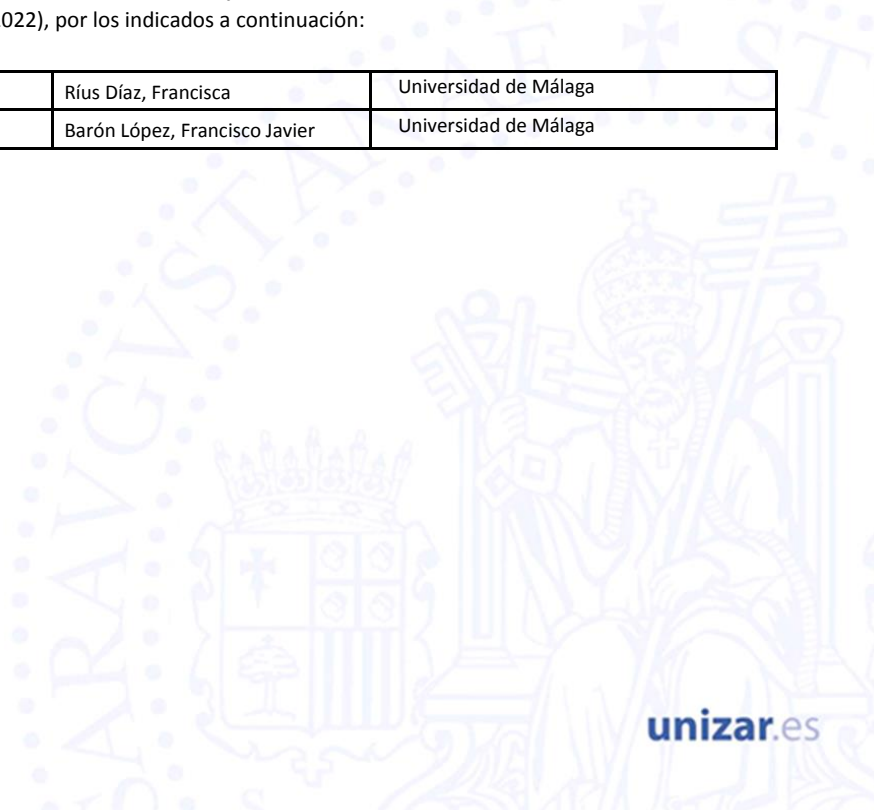 2022), por los indicados a continuación:
Ríus Díaz, Francisca Universidad de Málaga
Barón López, Francisco Javier Universidad de Málaga
unizar.es